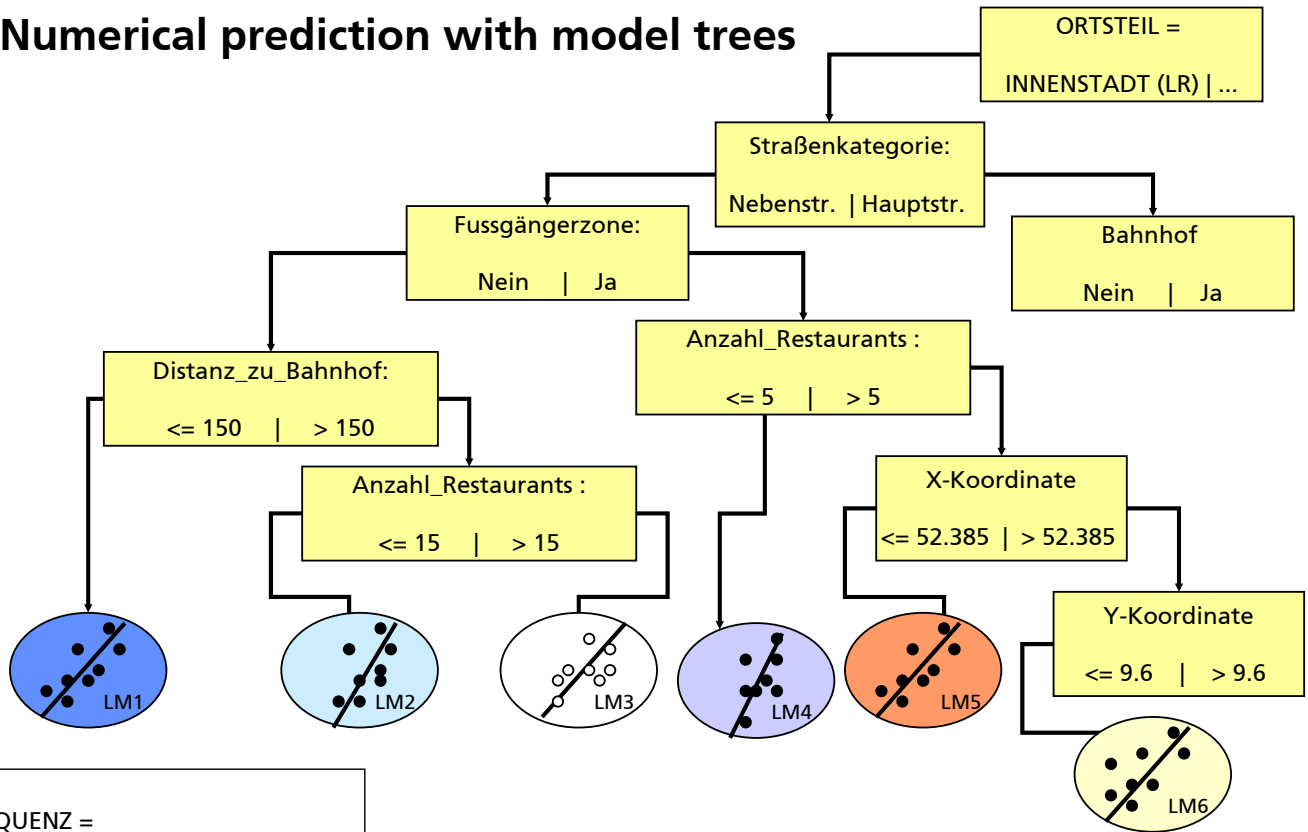 Numerical prediction with model trees
ORTSTEIL =
INNENSTADT (LR) | ...
Straßenkategorie:
Nebenstr. | Hauptstr.
Fussgängerzone:
Nein | Ja
Bahnhof
Nein | Ja
Anzahl_Restaurants :
<= 5 | > 5
Distanz_zu_Bahnhof:
<= 150 | > 150
Anzahl_Restaurants :
<= 15 | > 15
X-Koordinate
<= 52.385 | > 52.385
Y-Koordinate
<= 9.6 | > 9.6
LM1
LM2
LM3
LM4
LM5
LM6
QUENZ =